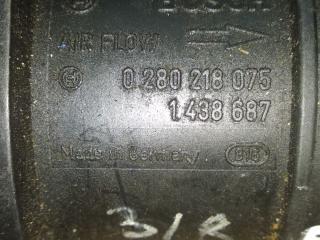 BOSCH
AIR FLOW
0 280 218 075
1 438 687
Made in Germany